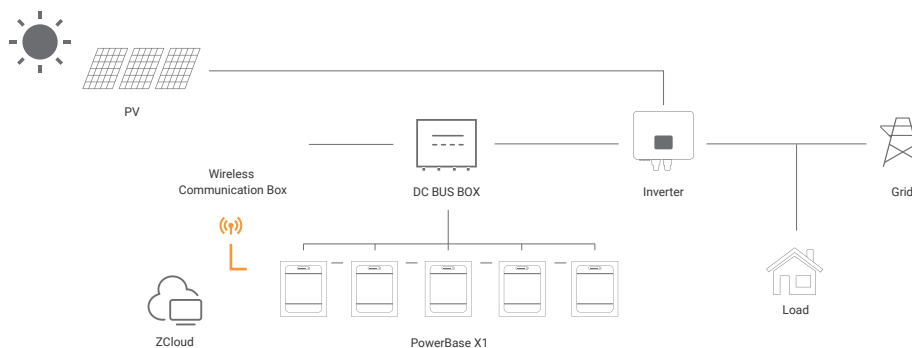 PV
Wireless
Communication Box
DC BUS BOX
Inverter
Grid
Load
ZCloud
PowerBase X1